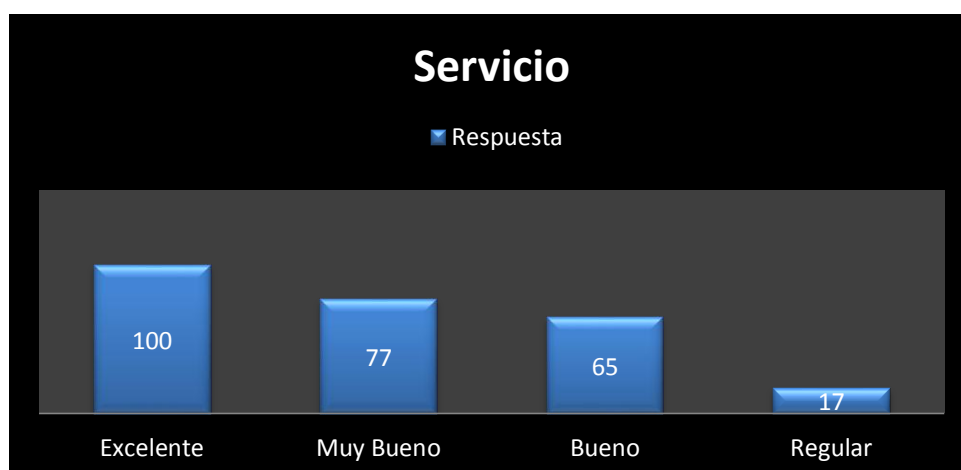 Servicio
Respuesta
100
77
65
17
Excelente
Muy Bueno
Bueno
Regular